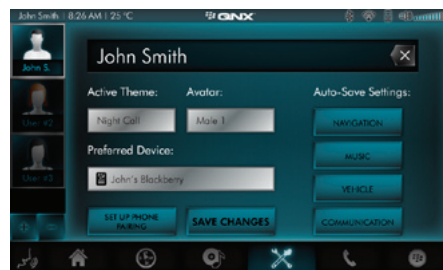 John Smith | 8:26 AM | 25 °C QNX
John S.
User #2
User #3
John Smith
Active Theme: Avatar: Auto-Save Settings:
Night Call Male 1 NAVIGATION
Preferred Device: MUSIC
John's Blackberry VEHICLE
SET UP PHONE
PAIRING
SAVE CHANGES COMMUNICATION